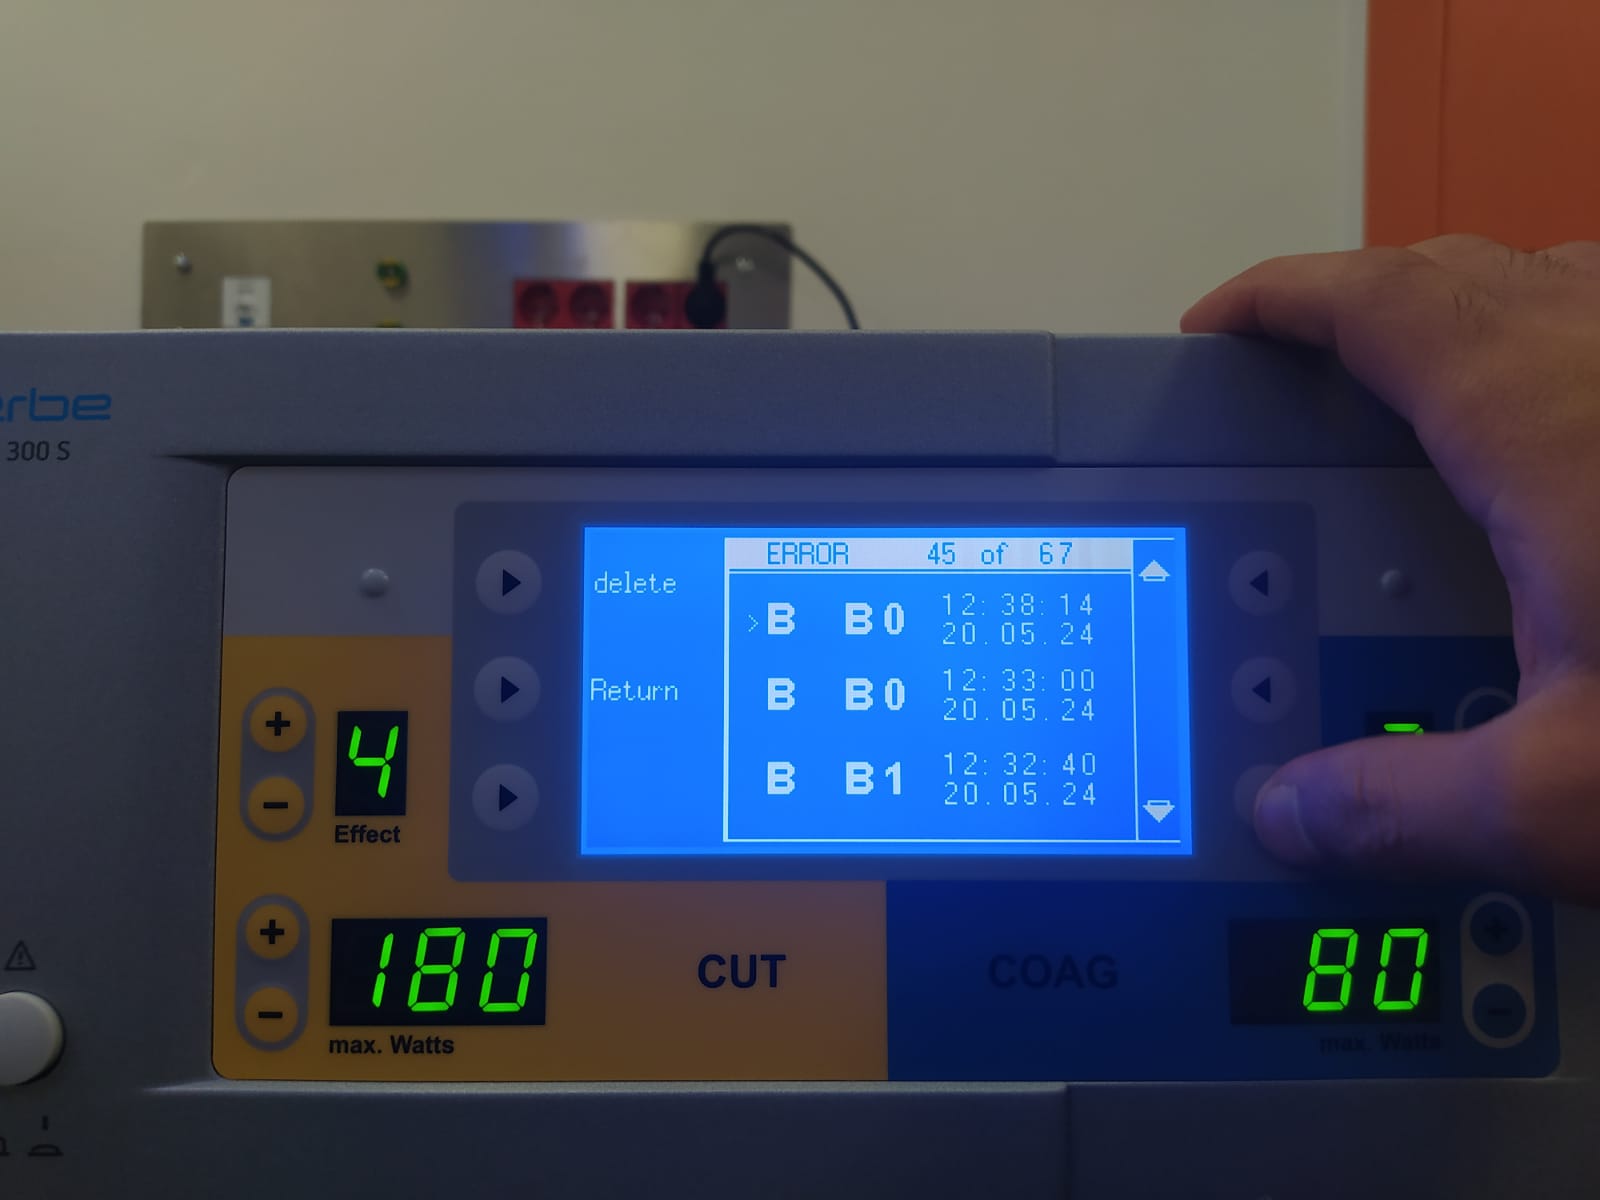 erbe
300 S
ERROR 45 of 67
delete
>B B0 12:38:14
20.05.24
Return
B B0 12:33:00
20.05.24
B B1 12:32:40
20.05.24
+
4
-
Effect
+
180
-
max. Watts
CUT
COAG
80
+
-
max. Watts